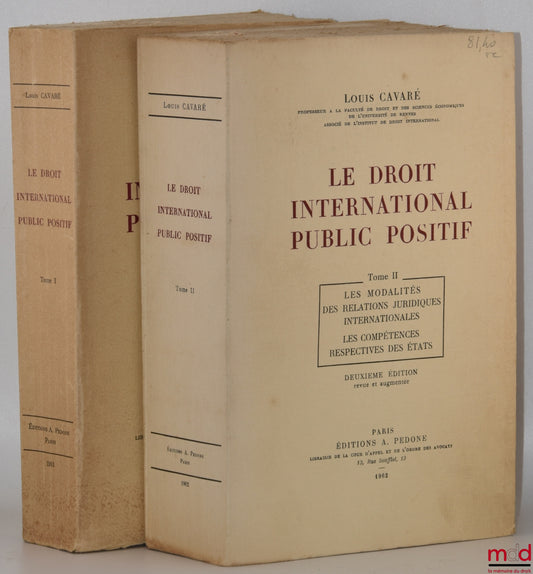 Louis CAVARÉ
LE DROIT
INTERNATIONAL
PUBLIC POSITIF
Tome I
ÉDITIONS A. PEDONE
PARIS
1961
Louis CAVARÉ
LE DROIT
INTERNATIONAL
PUBLIC POSITIF
Tome II
ÉDITIONS A. PEDONE
PARIS
1962
81,40
Louis CAVARÉ
PROFESSEUR A LA FACULTÉ DE DROIT ET DES SCIENCES ÉCONOMIQUES
DE L'UNIVERSITÉ DE RENNES
ASSOCIÉ DE L'INSTITUT DE DROIT INTERNATIONAL
LE DROIT
INTERNATIONAL
PUBLIC POSITIF
Tome II
LES MODALITÉS
DES RELATIONS JURIDIQUES
INTERNATIONALES
LES COMPÉTENCES
RESPECTIVES DES ÉTATS
DEUXIEME ÉDITION
revue et augmentée
PARIS
ÉDITIONS A. PEDONE
LIBRAIRIE DE LA COUR D'APPEL ET DE L'ORDRE DES AVOCATS
13, Rue Soufflot, 13
1962
mdd
la mémoire du droit